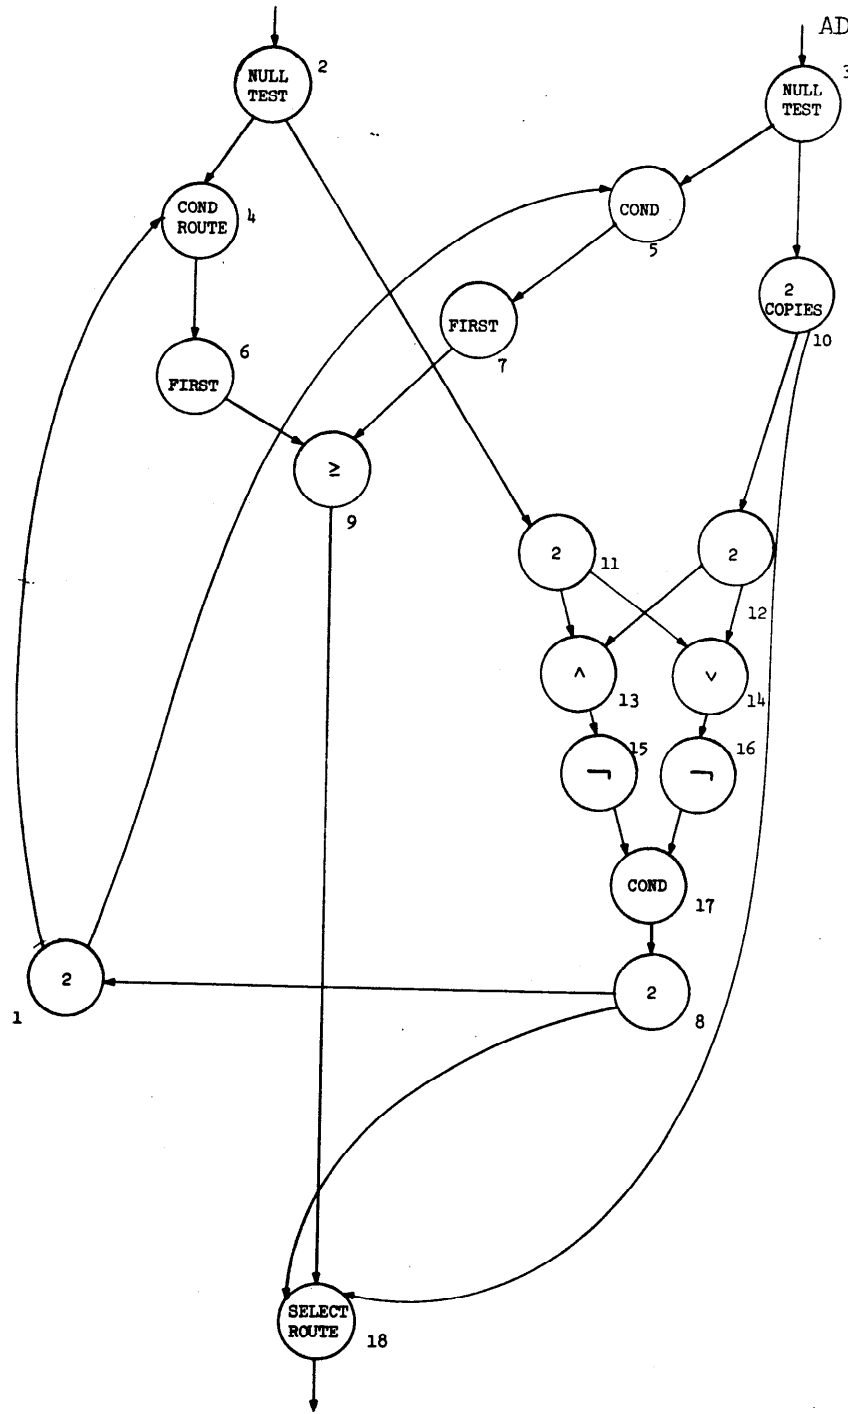 AD
2
NULL
TEST
3
NULL
TEST
COND
ROUTE
4
COND
5
2
COPIES
10
FIRST
7
6
FIRST
≥
9
2
11
2
12
∧
13
∨
14
¬
15
¬
16
COND
17
2
8
2
1
SELECT
ROUTE
18